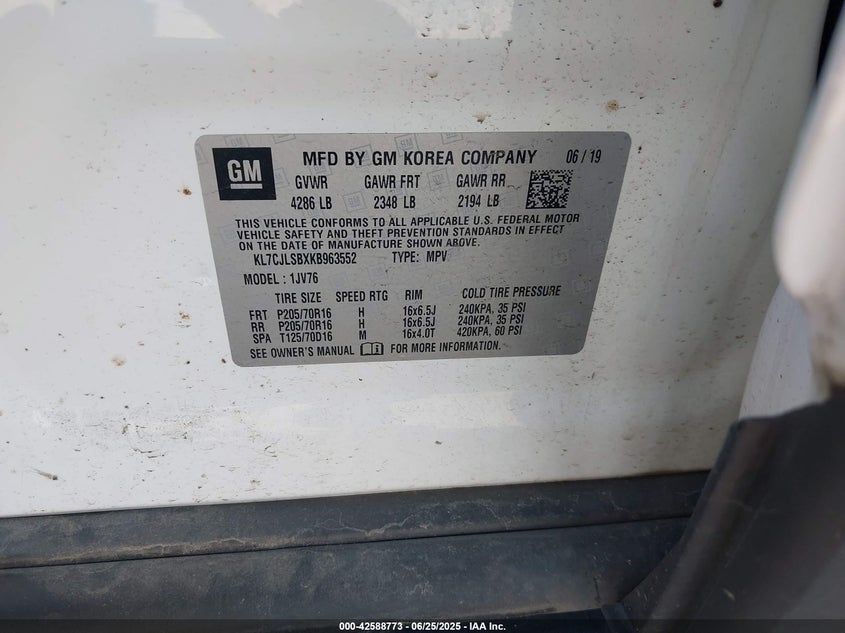 GM
MFD BY GM KOREA COMPANY 06 / 19
GVWR GAWR FRT GAWR RR
4286 LB 2348 LB 2194 LB
THIS VEHICLE CONFORMS TO ALL APPLICABLE U.S. FEDERAL MOTOR
VEHICLE SAFETY AND THEFT PREVENTION STANDARDS IN EFFECT
ON THE DATE OF MANUFACTURE SHOWN ABOVE.
KL7CJLSBXKB963552 TYPE: MPV
MODEL : 1JV76
TIRE SIZE SPEED RTG RIM COLD TIRE PRESSURE
FRT P205/70R16 H 16x6.5J 240KPA, 35 PSI
RR P205/70R16 H 16x6.5J 240KPA, 35 PSI
SPA T125/70D16 M 16x4.0T 420KPA, 60 PSI
SEE OWNER'S MANUAL FOR MORE INFORMATION.
000-42588773 - 06/25/2025 - IAA Inc.